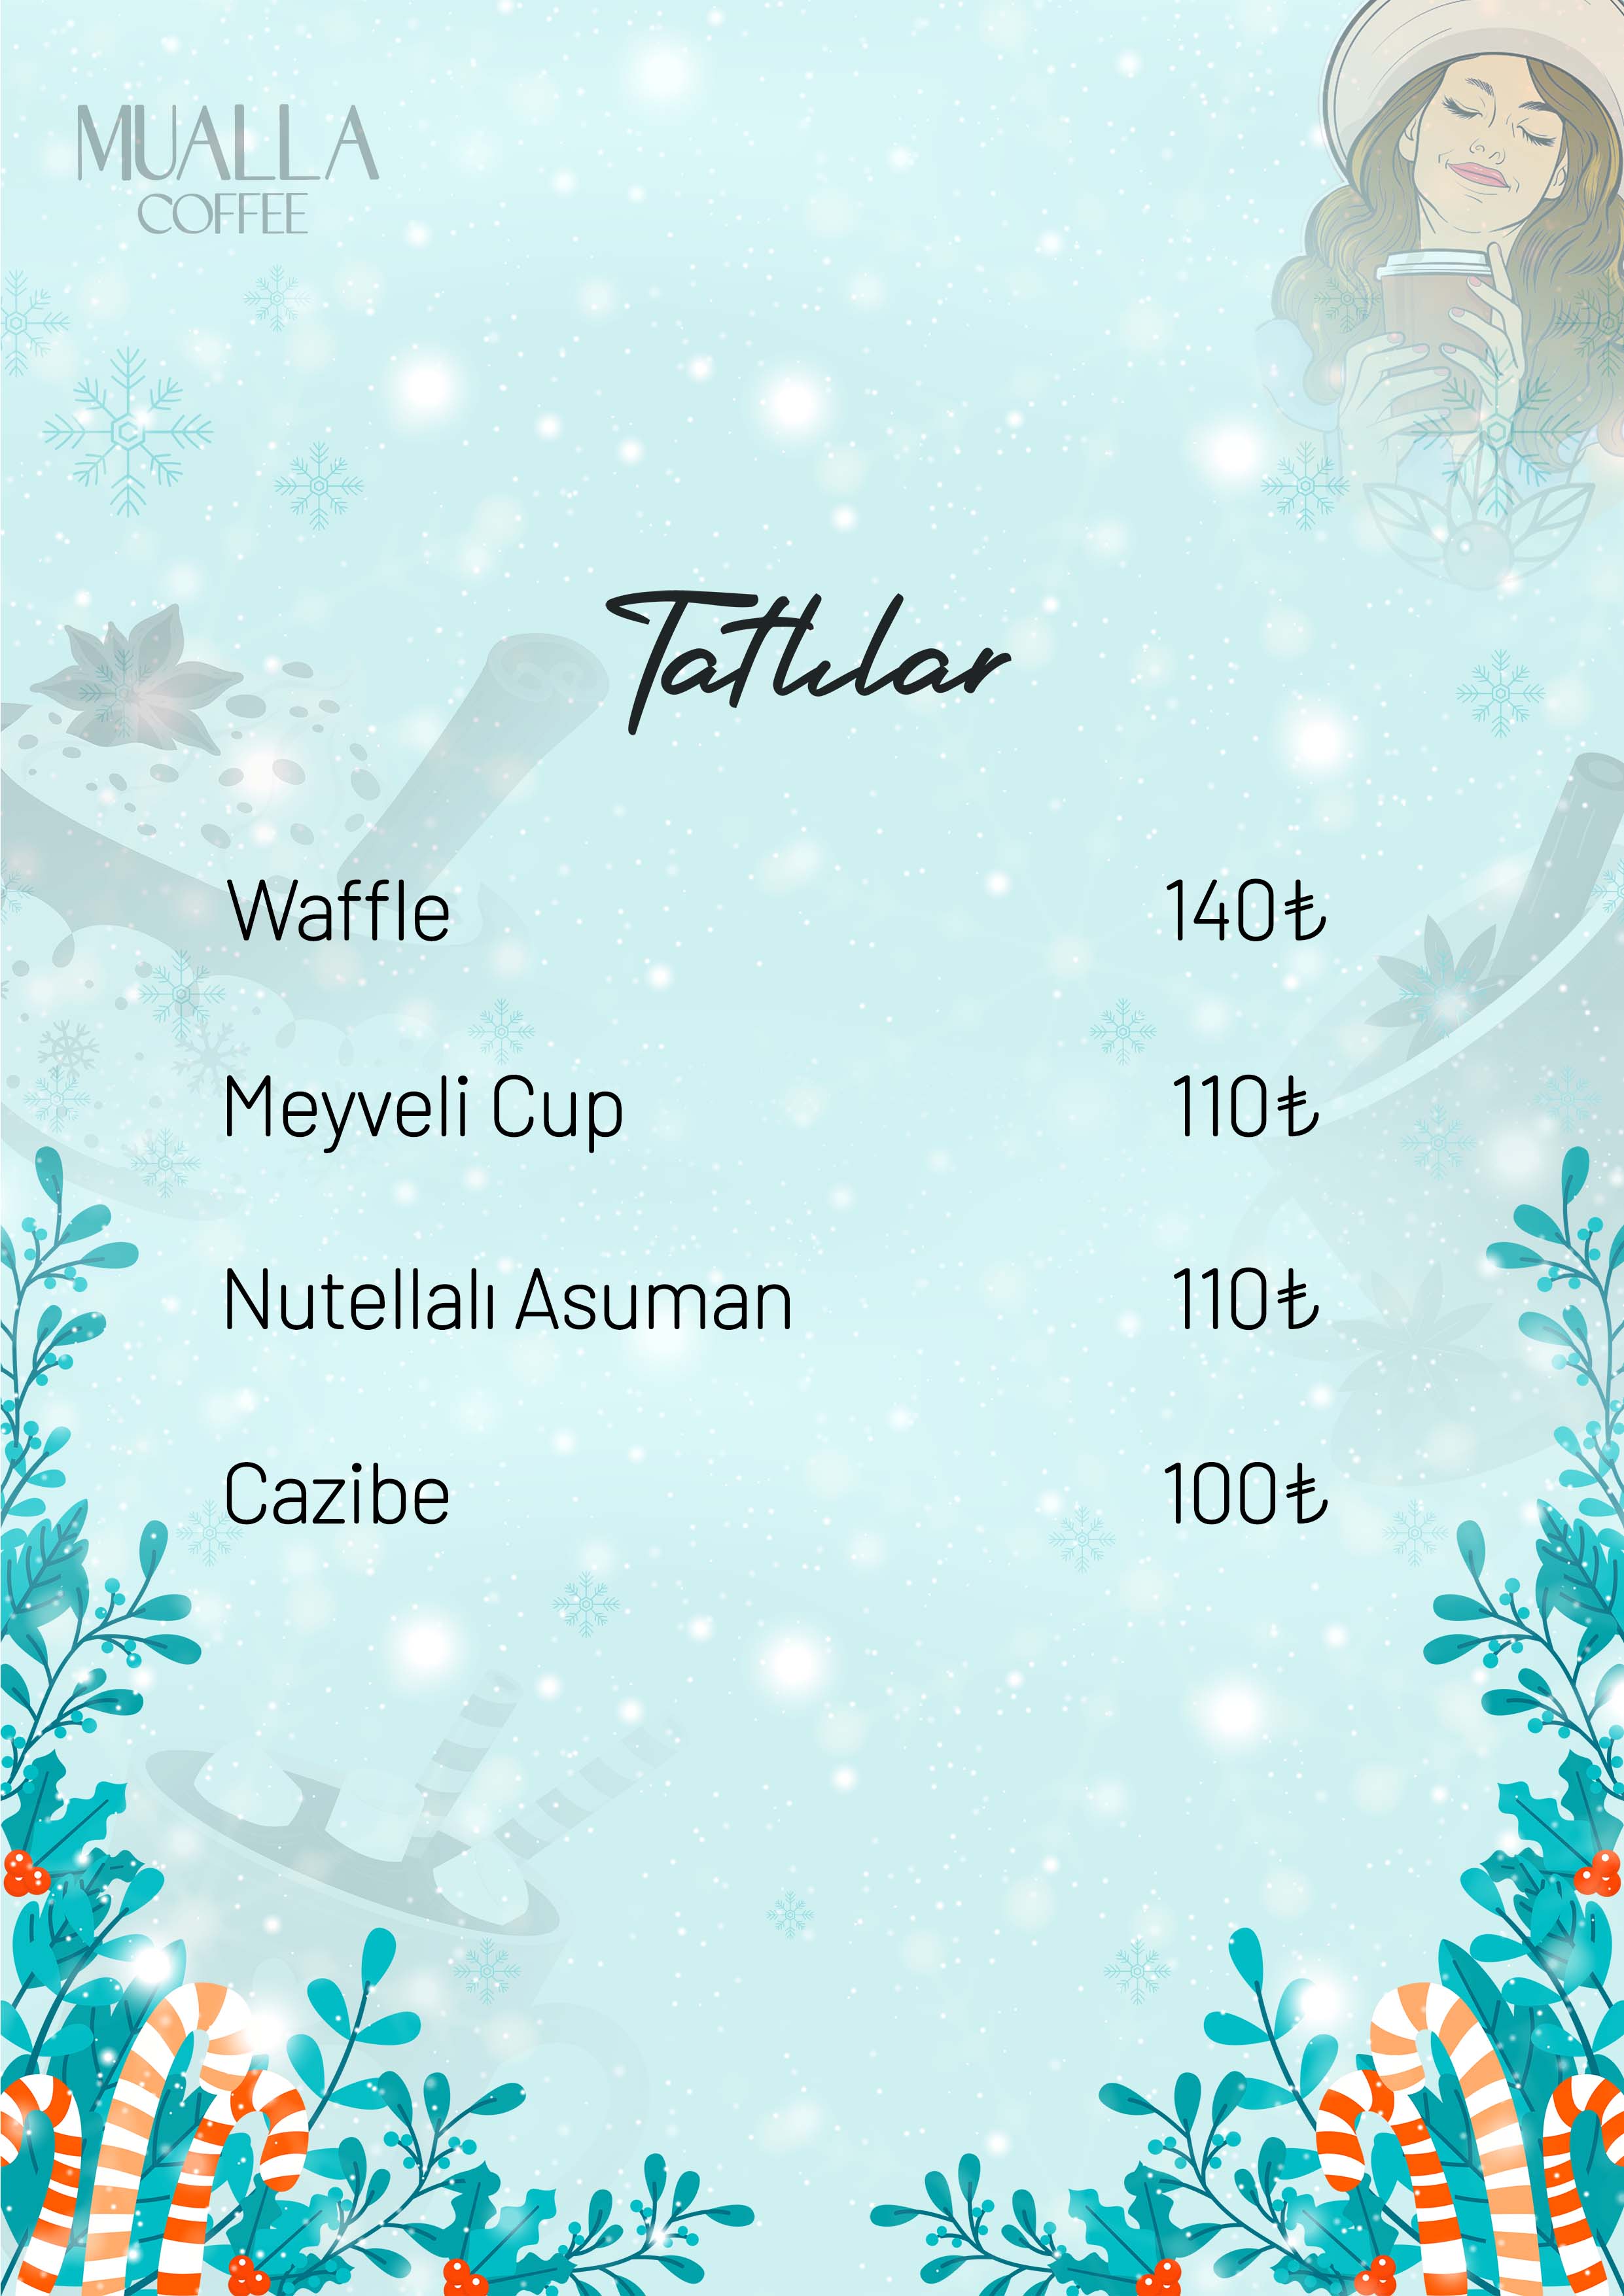 MUALLA
COFFEE
Tatlılar
Waffle 140₺
Meyveli Cup 110₺
Nutellalı Asuman 110₺
Cazibe 100₺